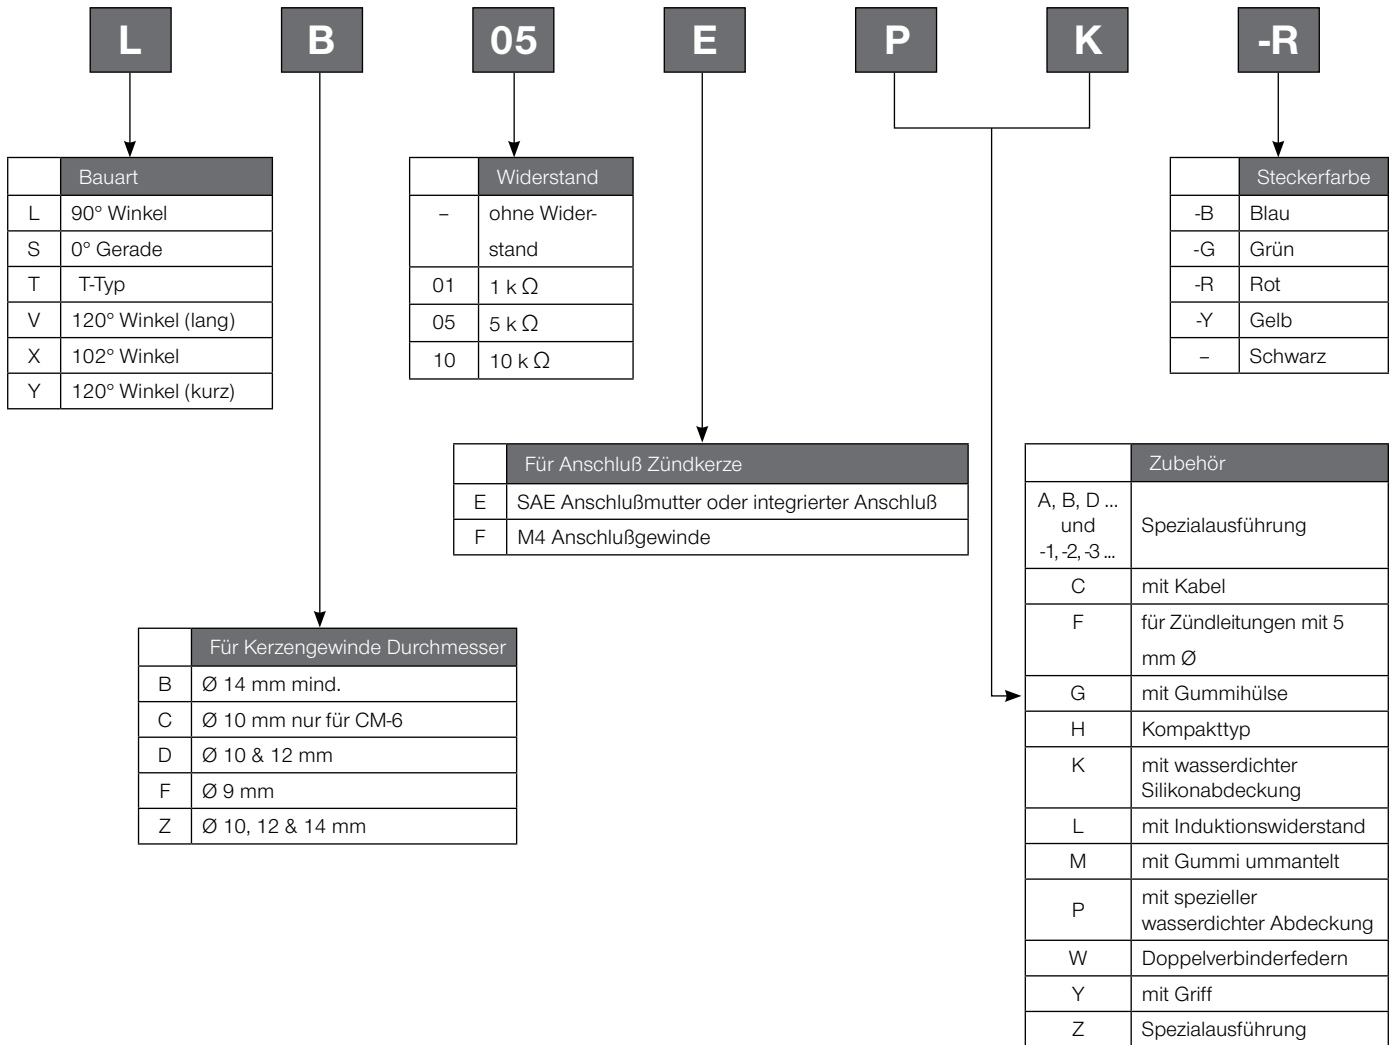 L B 05 E P K -R
Bauart
L 90° Winkel
S 0° Gerade
T T-Typ
V 120° Winkel (lang)
X 102° Winkel
Y 120° Winkel (kurz)
Widerstand
– ohne Wider-
stand
01 1 k Ω
05 5 k Ω
10 10 k Ω
Steckerfarbe
-B Blau
-G Grün
-R Rot
-Y Gelb
– Schwarz
Für Anschluß Zündkerze
E SAE Anschlußmutter oder integrierter Anschluß
F M4 Anschlußgewinde
Für Kerzengewinde Durchmesser
B Ø 14 mm mind.
C Ø 10 mm nur für CM-6
D Ø 10 & 12 mm
F Ø 9 mm
Z Ø 10, 12 & 14 mm
Zubehör
A, B, D ...
und
-1, -2, -3 ...
Spezialausführung
C mit Kabel
F für Zündleitungen mit 5
mm Ø
G mit Gummihülse
H Kompakttyp
K mit wasserdichter
Silikonabdeckung
L mit Induktionswiderstand
M mit Gummi ummantelt
P mit spezieller
wasserdichter Abdeckung
W Doppelverbinderfedern
Y mit Griff
Z Spezialausführung